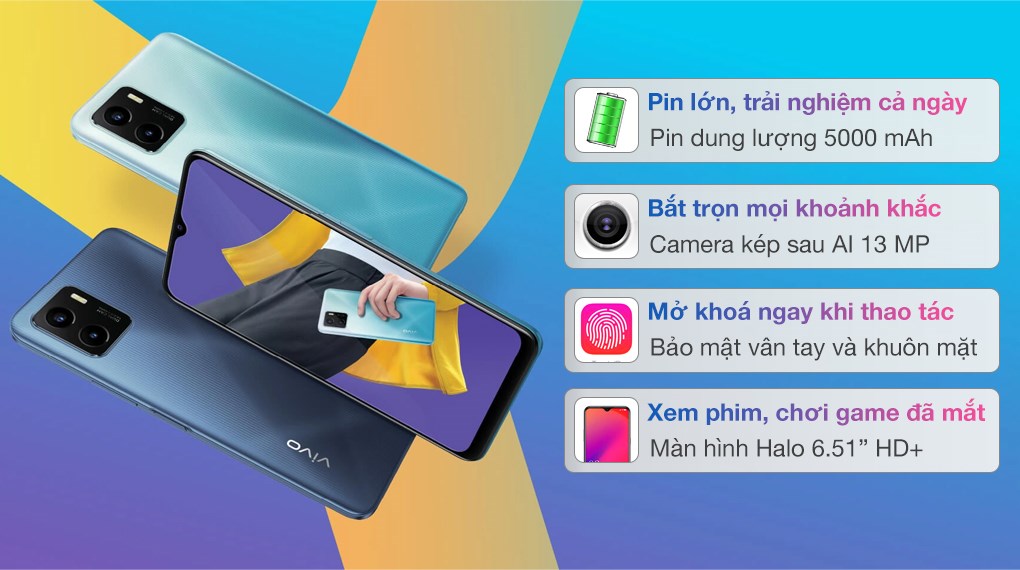 Pin lớn, trải nghiệm cả ngày
Pin dung lượng 5000 mAh
Bắt trọn mọi khoảnh khắc
Camera kép sau AI 13 MP
Mở khoá ngay khi thao tác
Bảo mật vân tay và khuôn mặt
Xem phim, chơi game đã mắt
Màn hình Halo 6.51” HD+
vivo
vivo